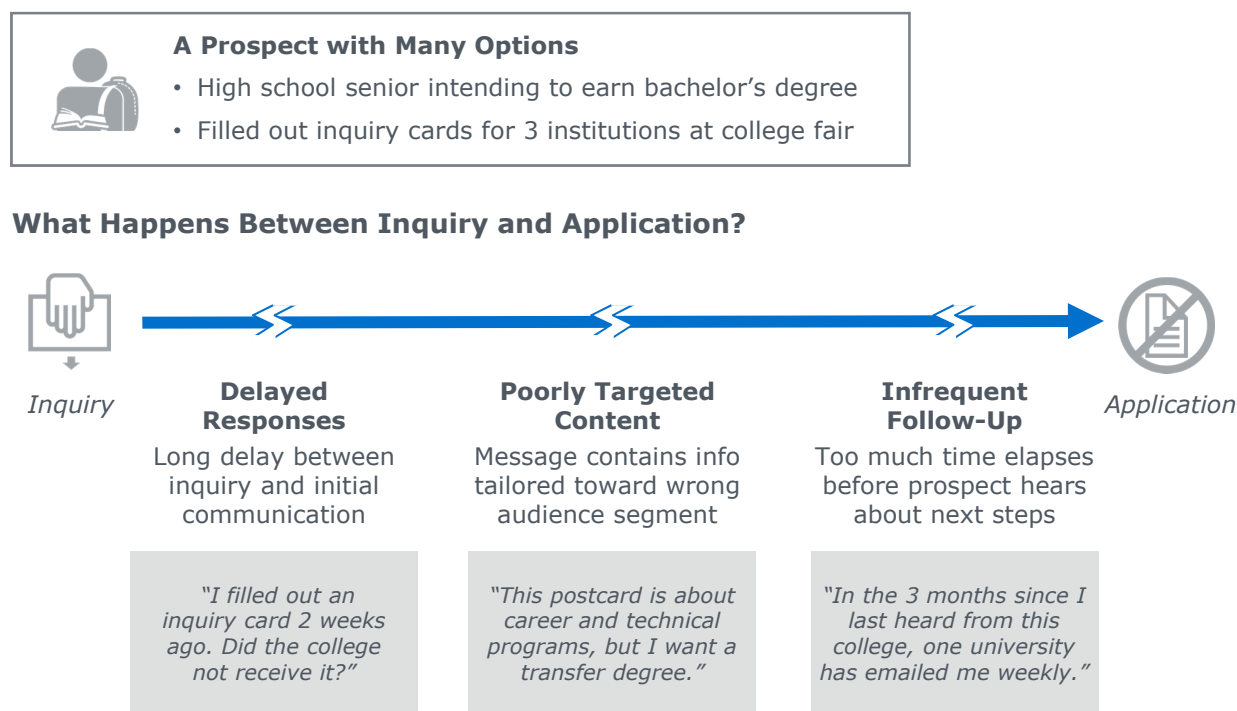 A Prospect with Many Options
• High school senior intending to earn bachelor’s degree
• Filled out inquiry cards for 3 institutions at college fair
What Happens Between Inquiry and Application?
Inquiry
Delayed
Responses
Long delay between
inquiry and initial
communication
“I filled out an
inquiry card 2 weeks
ago. Did the college
not receive it?”
Poorly Targeted
Content
Message contains info
tailored toward wrong
audience segment
“This postcard is about
career and technical
programs, but I want a
transfer degree.”
Infrequent
Follow-Up
Too much time elapses
before prospect hears
about next steps
“In the 3 months since I
last heard from this
college, one university
has emailed me weekly.”
Application